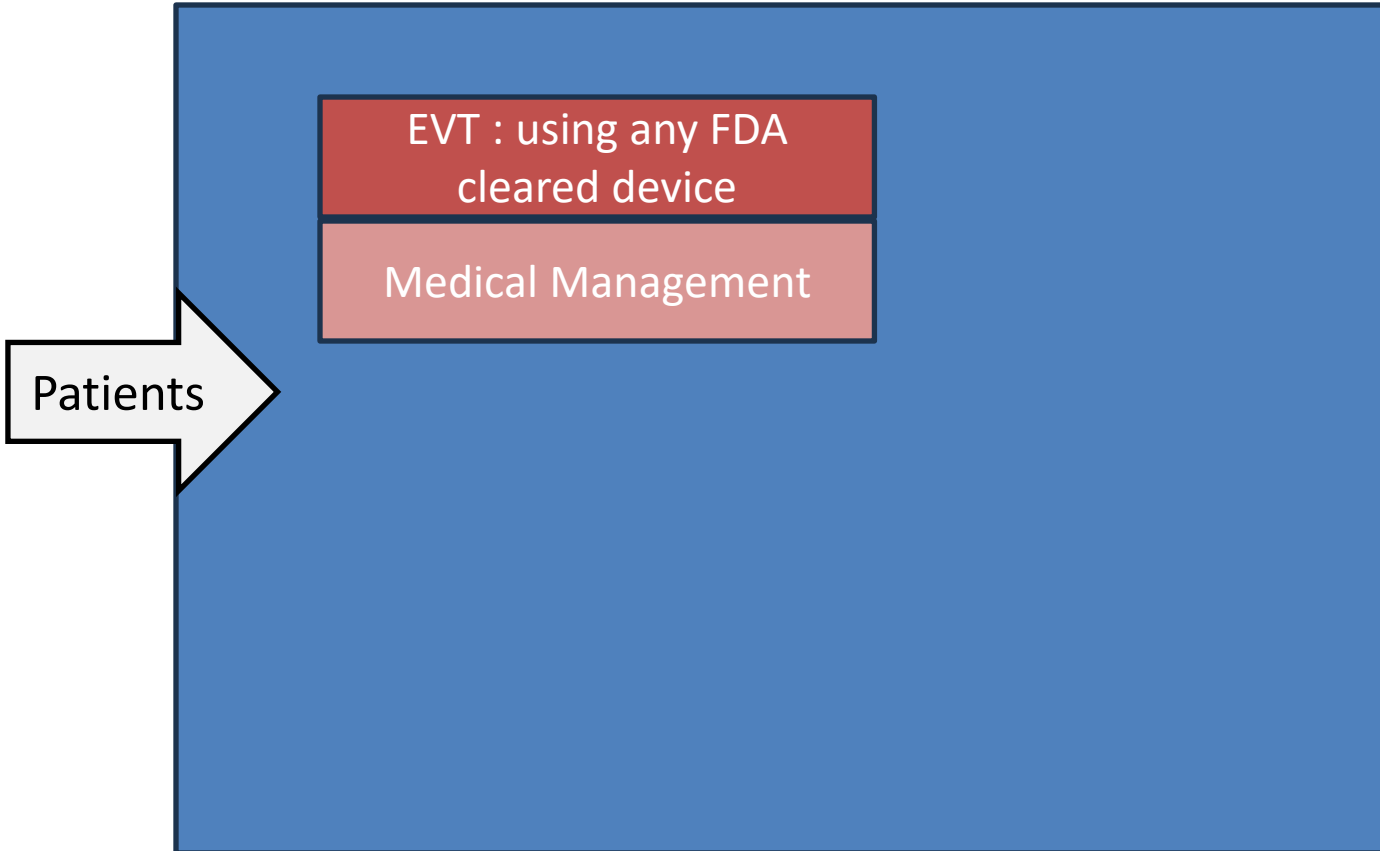 EVT : using any FDA
cleared device
Medical Management
Patients